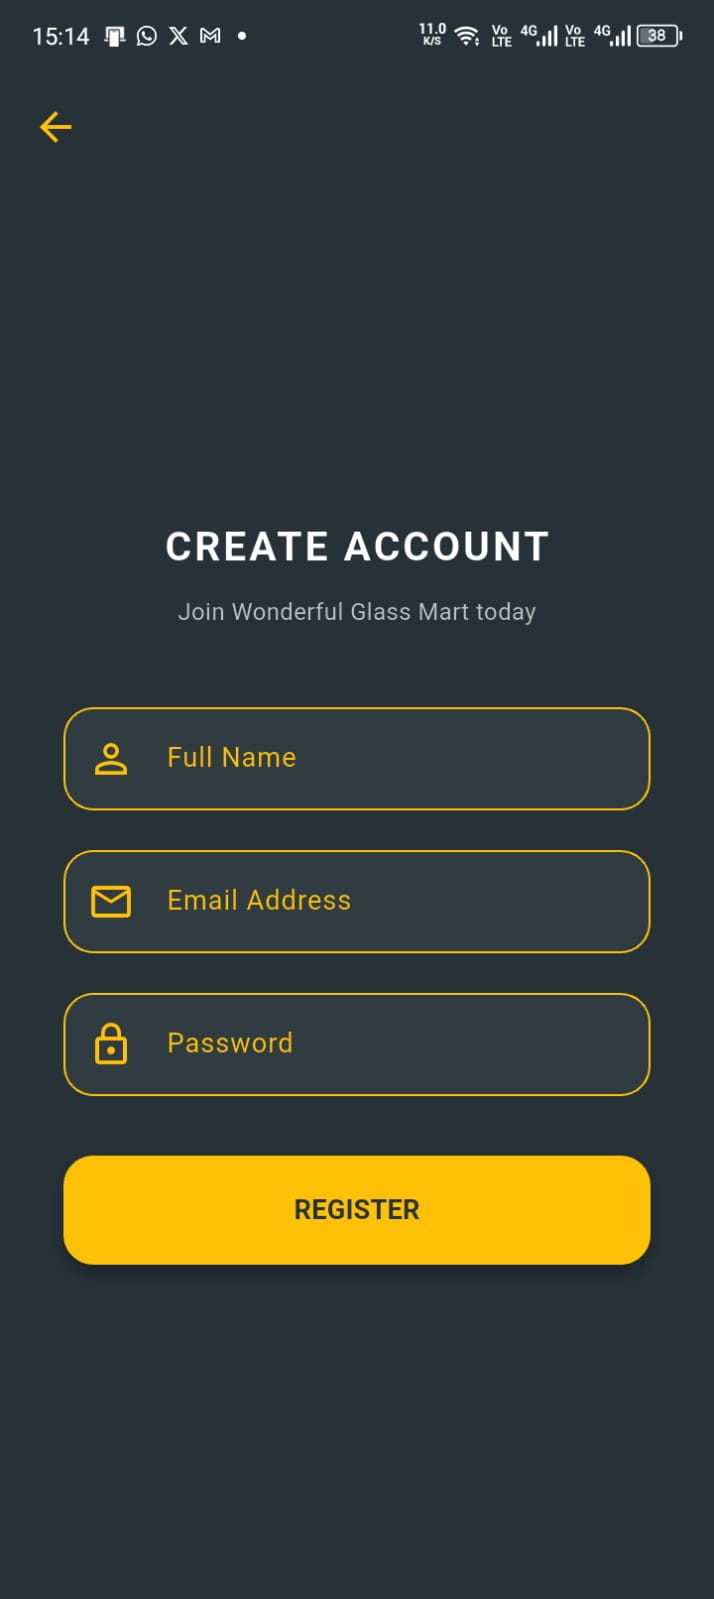 15:14
11.0
K/S
Vo
LTE
4G
Vo
LTE
4G
38
CREATE ACCOUNT
Join Wonderful Glass Mart today
Full Name
Email Address
Password
REGISTER